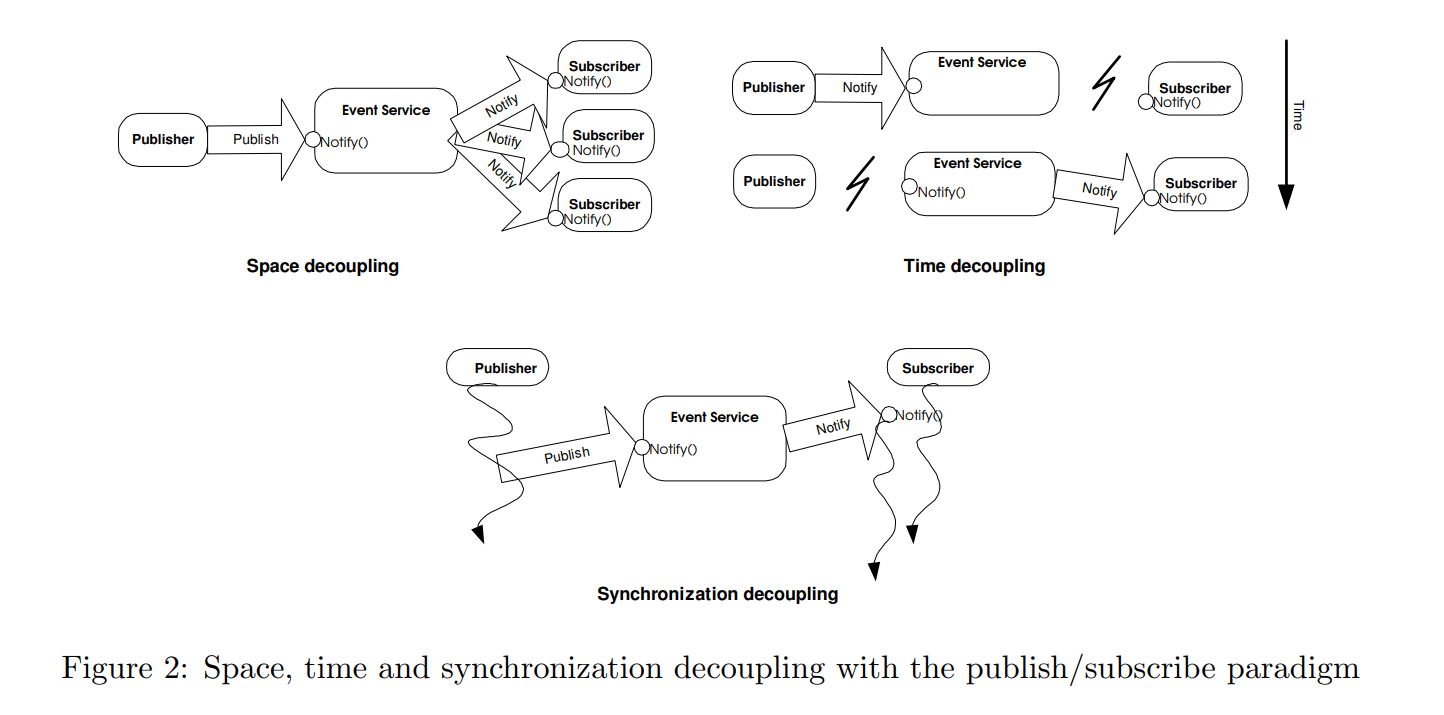 Publisher
Publish
Event Service
Notify()
Notify
Notify
Notify
Subscriber
Notify()
Subscriber
Notify()
Subscriber
Notify()
Space decoupling
Publisher
Notify
Event Service
Subscriber
Notify()
Publisher
Event Service
Notify()
Notify
Subscriber
Notify()
Time
Time decoupling
Publisher
Publish
Event Service
Notify()
Notify
Subscriber
Notify()
Synchronization decoupling
Figure 2: Space, time and synchronization decoupling with the publish/subscribe paradigm